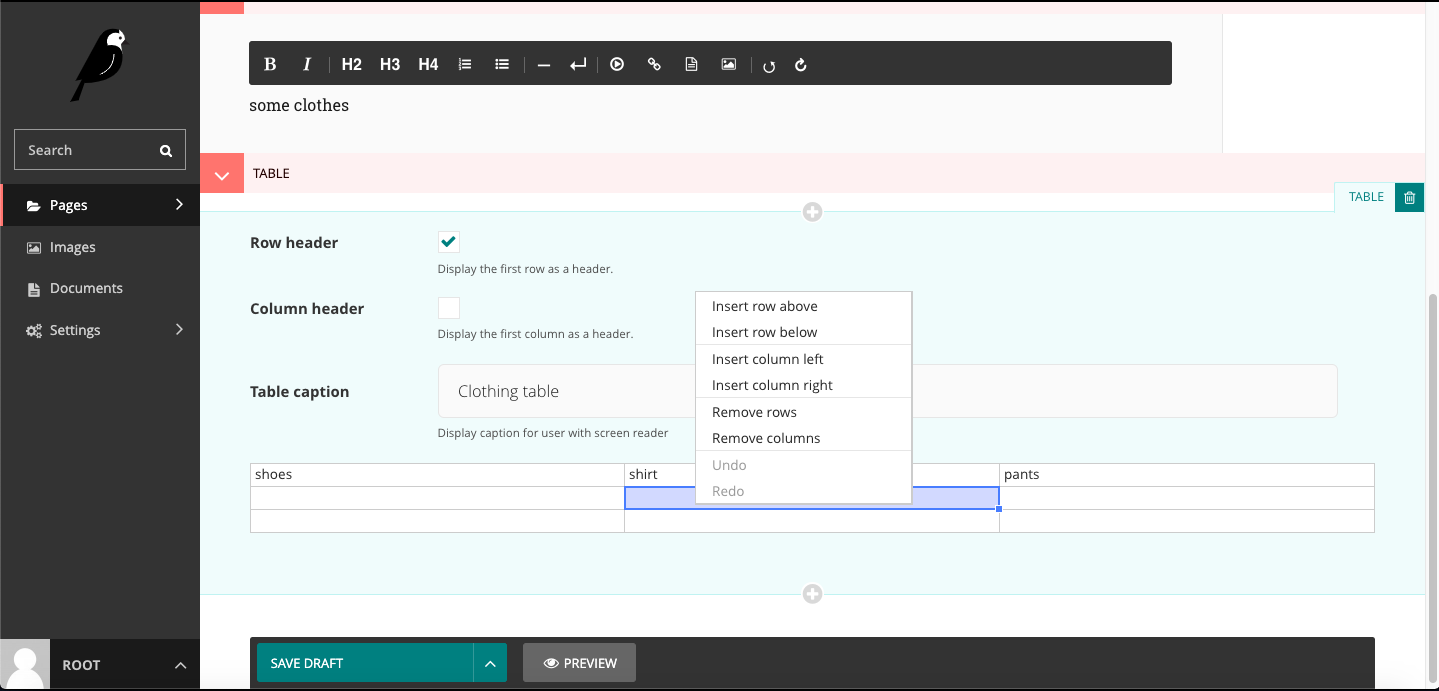 Search
Pages
Images
Documents
Settings
ROOT
B I H2 H3 H4
some clothes
TABLE
TABLE
Row header
Display the first row as a header.
Column header
Display the first column as a header.
Table caption
Clothing table
Display caption for user with screen reader
Insert row above
Insert row below
Insert column left
Insert column right
Remove rows
Remove columns
Undo
Redo
shoes shirt pants
SAVE DRAFT PREVIEW